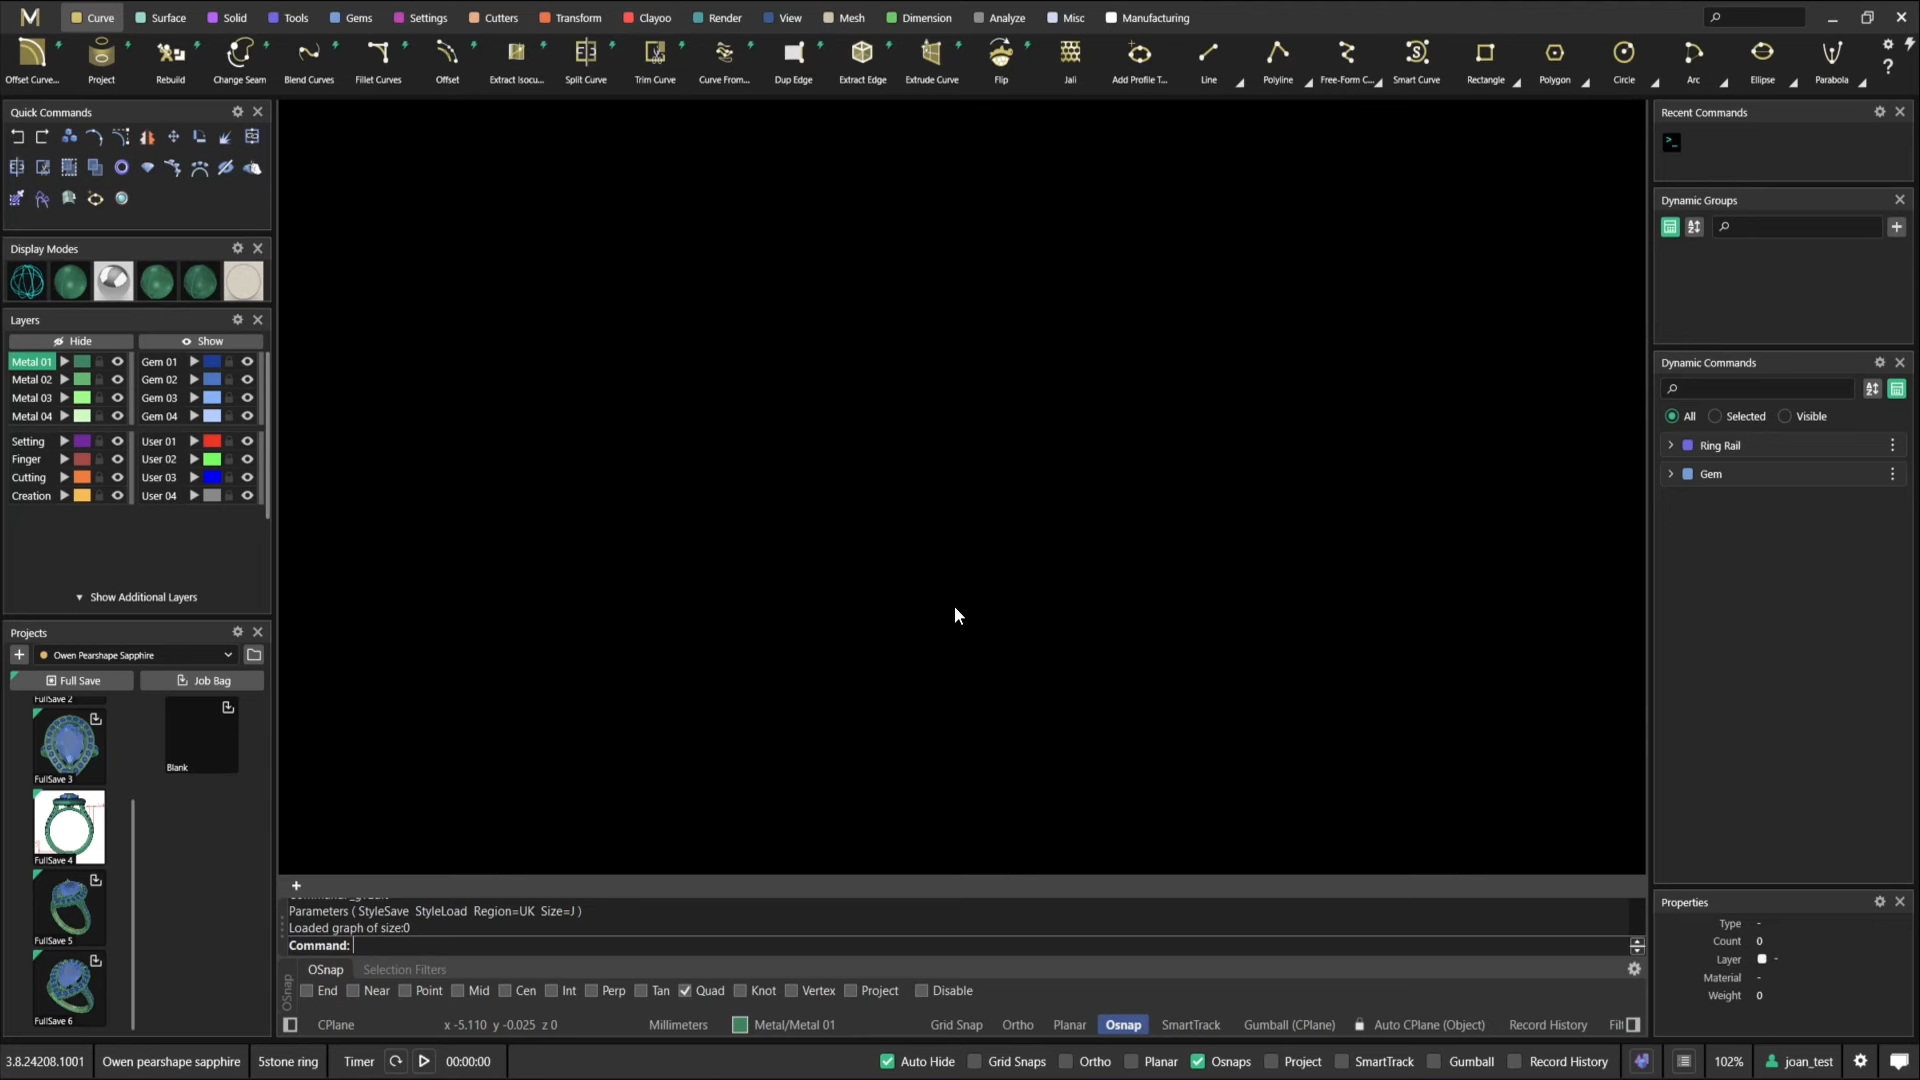 Curve Surface Solid Tools Gems Settings Cutters Transform Clayoo Render View Mesh Dimension Analyze Misc Manufacturing
Offset Curve... Project Rebuild Change Seam Blend Curves Fillet Curves Offset Extract Isocu... Split Curve Trim Curve Curve From... Dup Edge Extract Edge Extrude Curve Flip Jali Add Profile T... Line Polyline Free-Form C... Smart Curve Rectangle Polygon Circle Arc Ellipse Parabola
?
Quick Commands
Display Modes
Layers
Hide Show
Metal 01 Gem 01
Metal 02 Gem 02
Metal 03 Gem 03
Metal 04 Gem 04
Setting User 01
Finger User 02
Cutting User 03
Creation User 04
Show Additional Layers
Projects
Owen Pearshape Sapphire
Full Save Job Bag
FullSave 2
Blank
FullSave 3
FullSave 4
FullSave 5
FullSave 6
Parameters ( StyleSave StyleLoad Region=UK Size=J )
Loaded graph of size:0
Command:
OSnap Selection Filters
OSnap
End Near Point Mid Cen Int Perp Tan Quad Knot Vertex Project Disable
CPlane x -5.110 y -0.025 z 0 Millimeters Metal/Metal 01 Grid Snap Ortho Planar Osnap SmartTrack Gumball (CPlane) Auto CPlane (Object) Record History Filt
Recent Commands
>_
Dynamic Groups
Dynamic Commands
All Selected Visible
Ring Rail
Gem
Properties
Type -
Count 0
Layer -
Material -
Weight 0
3.8.24208.1001 Owen pearshape sapphire 5stone ring Timer 00:00:00 Auto Hide Grid Snaps Ortho Planar Osnaps Project SmartTrack Gumball Record History 102% joan_test